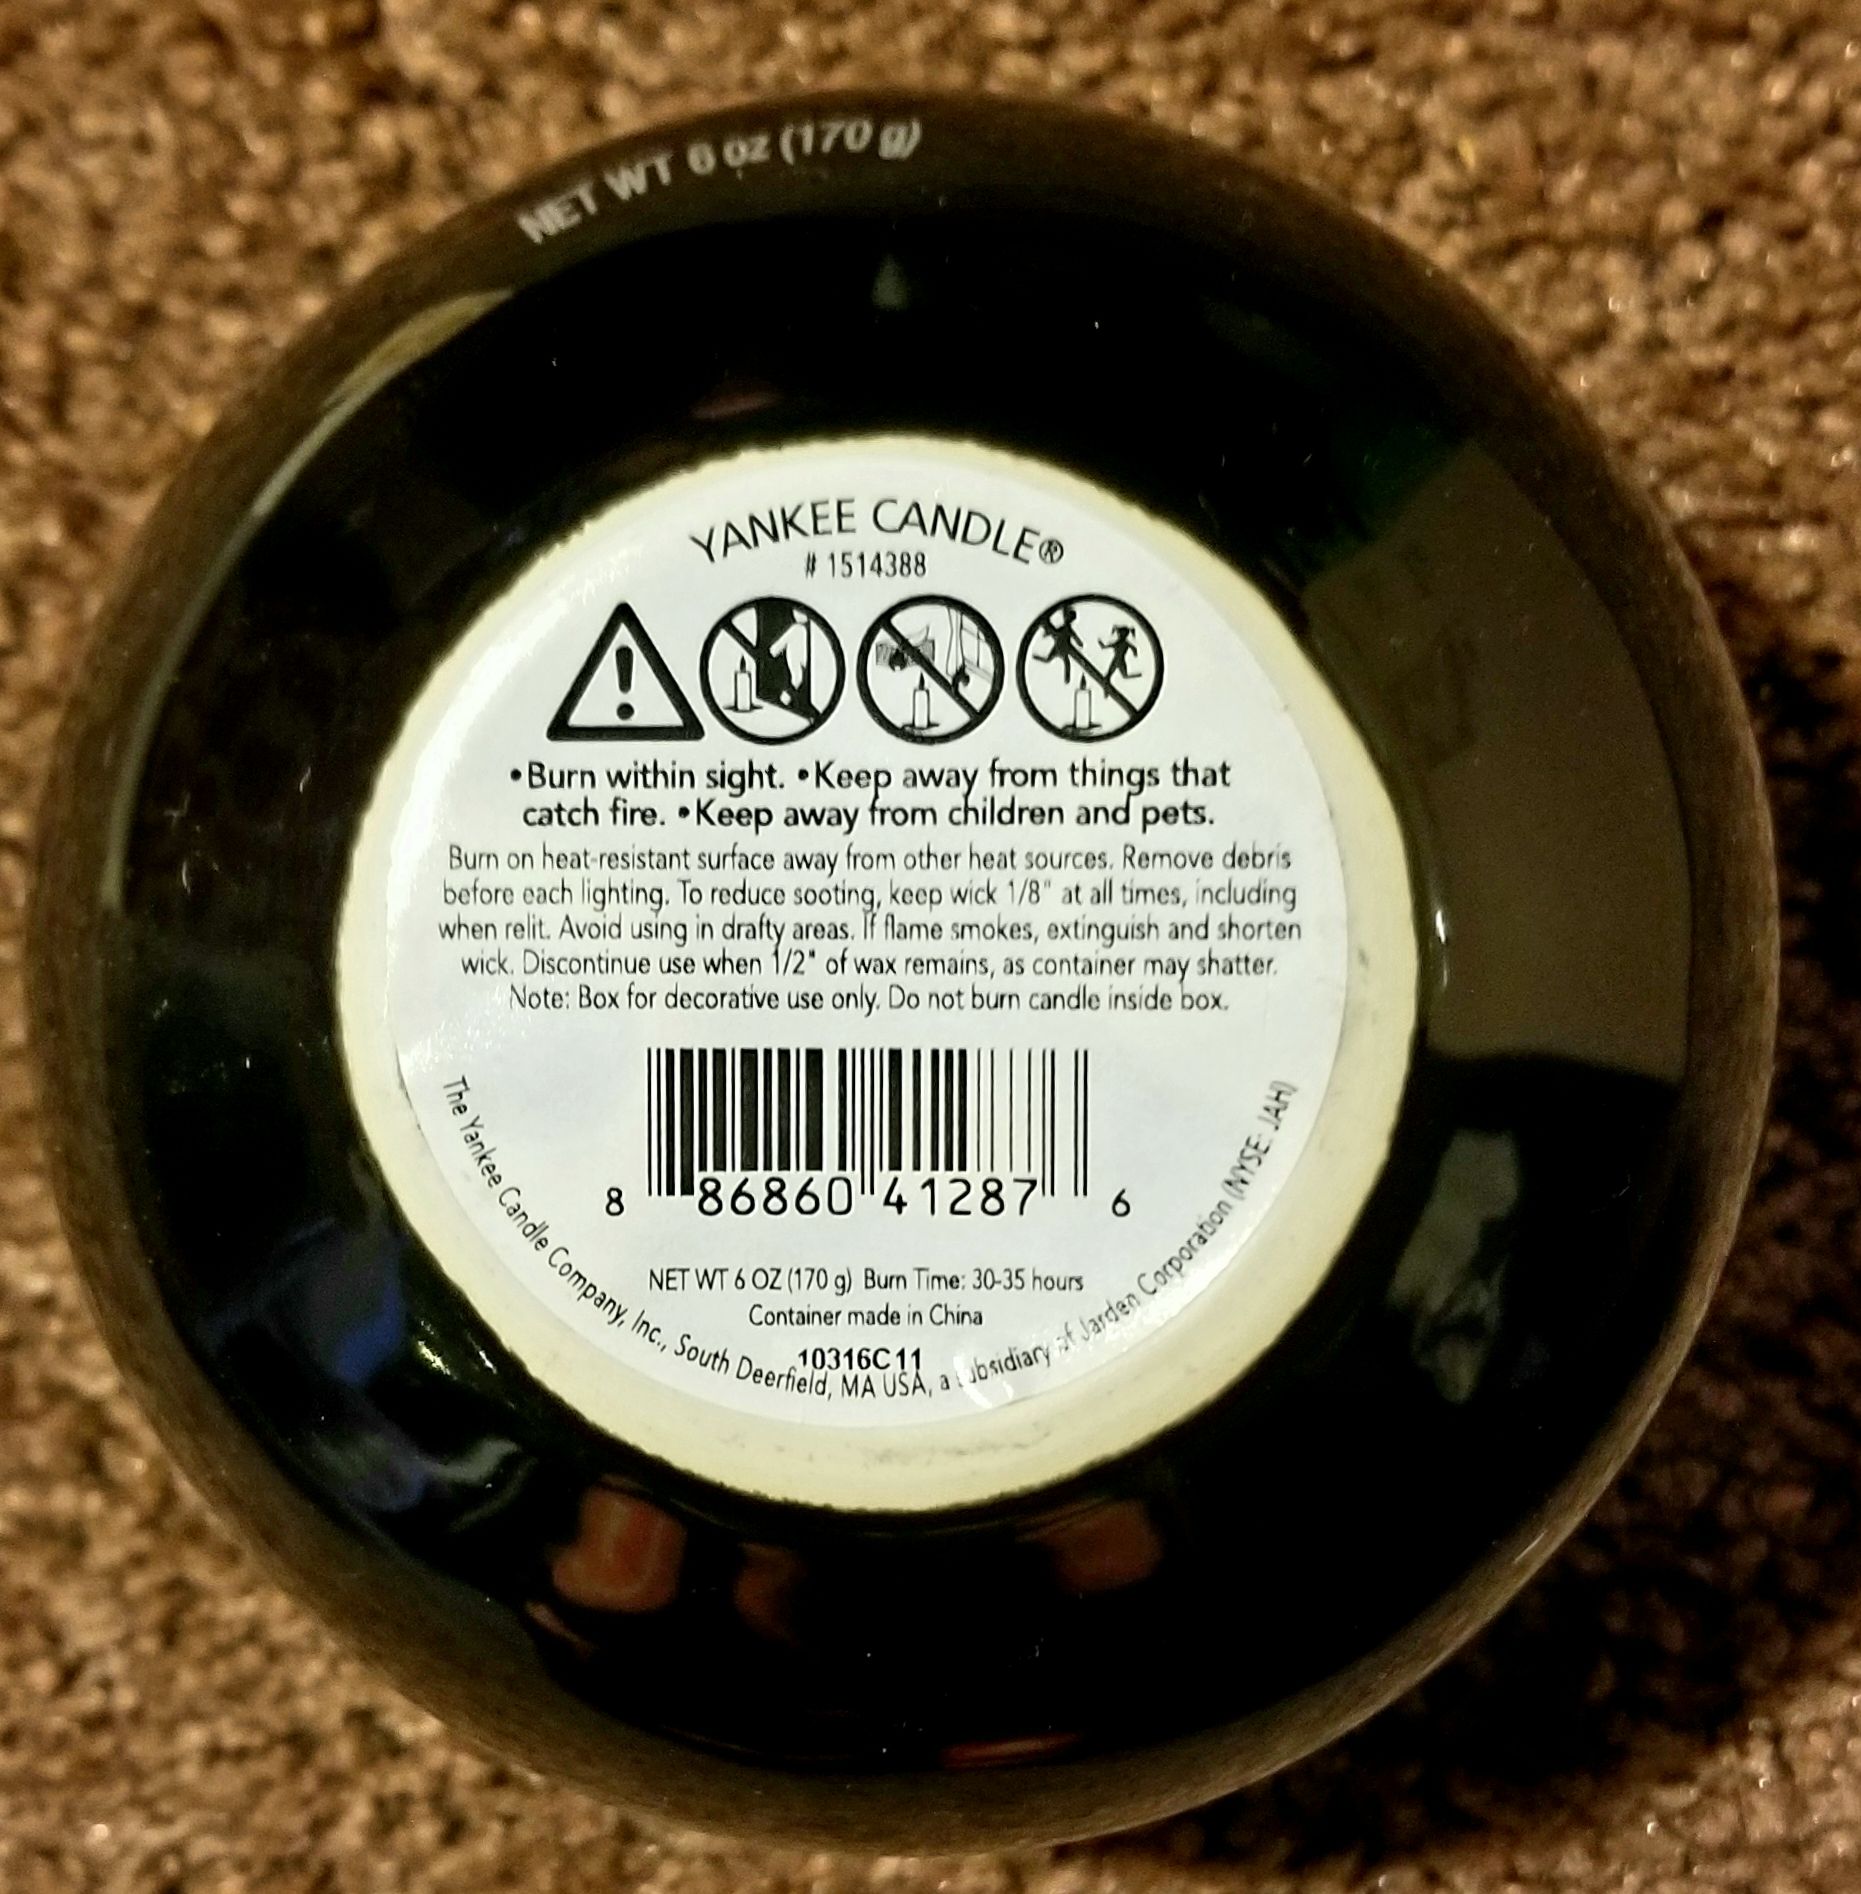 NET WT 6 oz (170 g)
YANKEE CANDLE®
# 1514388
•Burn within sight. •Keep away from things that
catch fire. •Keep away from children and pets.
Burn on heat-resistant surface away from other heat sources. Remove debris
before each lighting. To reduce sooting, keep wick 1/8" at all times, including
when relit. Avoid using in drafty areas. If flame smokes, extinguish and shorten
wick. Discontinue use when 1/2" of wax remains, as container may shatter.
Note: Box for decorative use only. Do not burn candle inside box.
8 86860 41287 6
NET WT 6 OZ (170 g) Burn Time: 30-35 hours
Container made in China
10316C11
The Yankee Candle Company, Inc., South Deerfield, MA USA, a subsidiary of Jarden Corporation (NYSE: JAH)